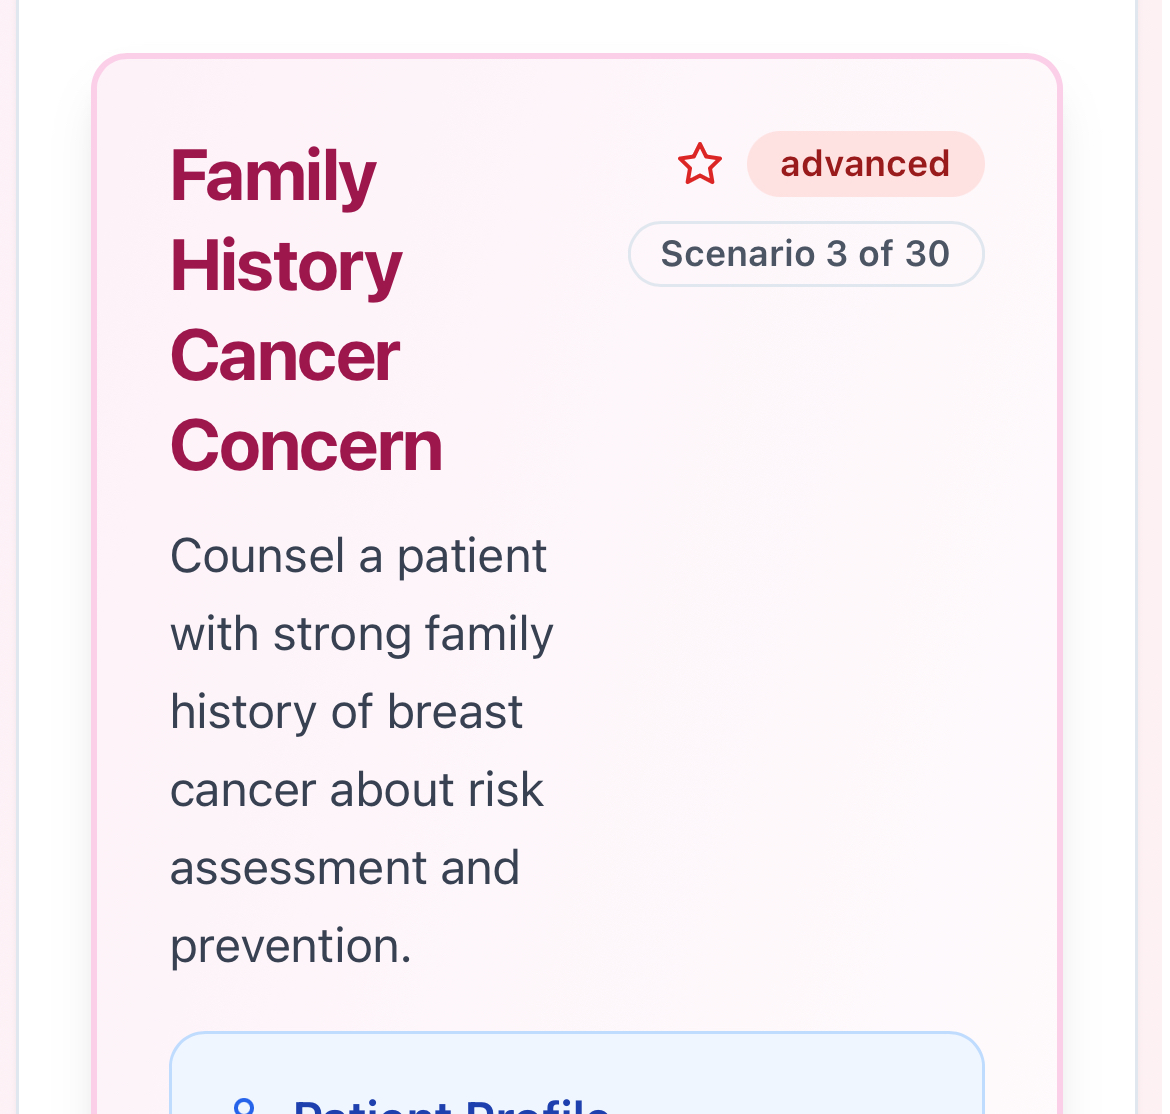 Family
History
Cancer
Concern
advanced
Scenario 3 of 30
Counsel a patient
with strong family
history of breast
cancer about risk
assessment and
prevention.
Patient Profile